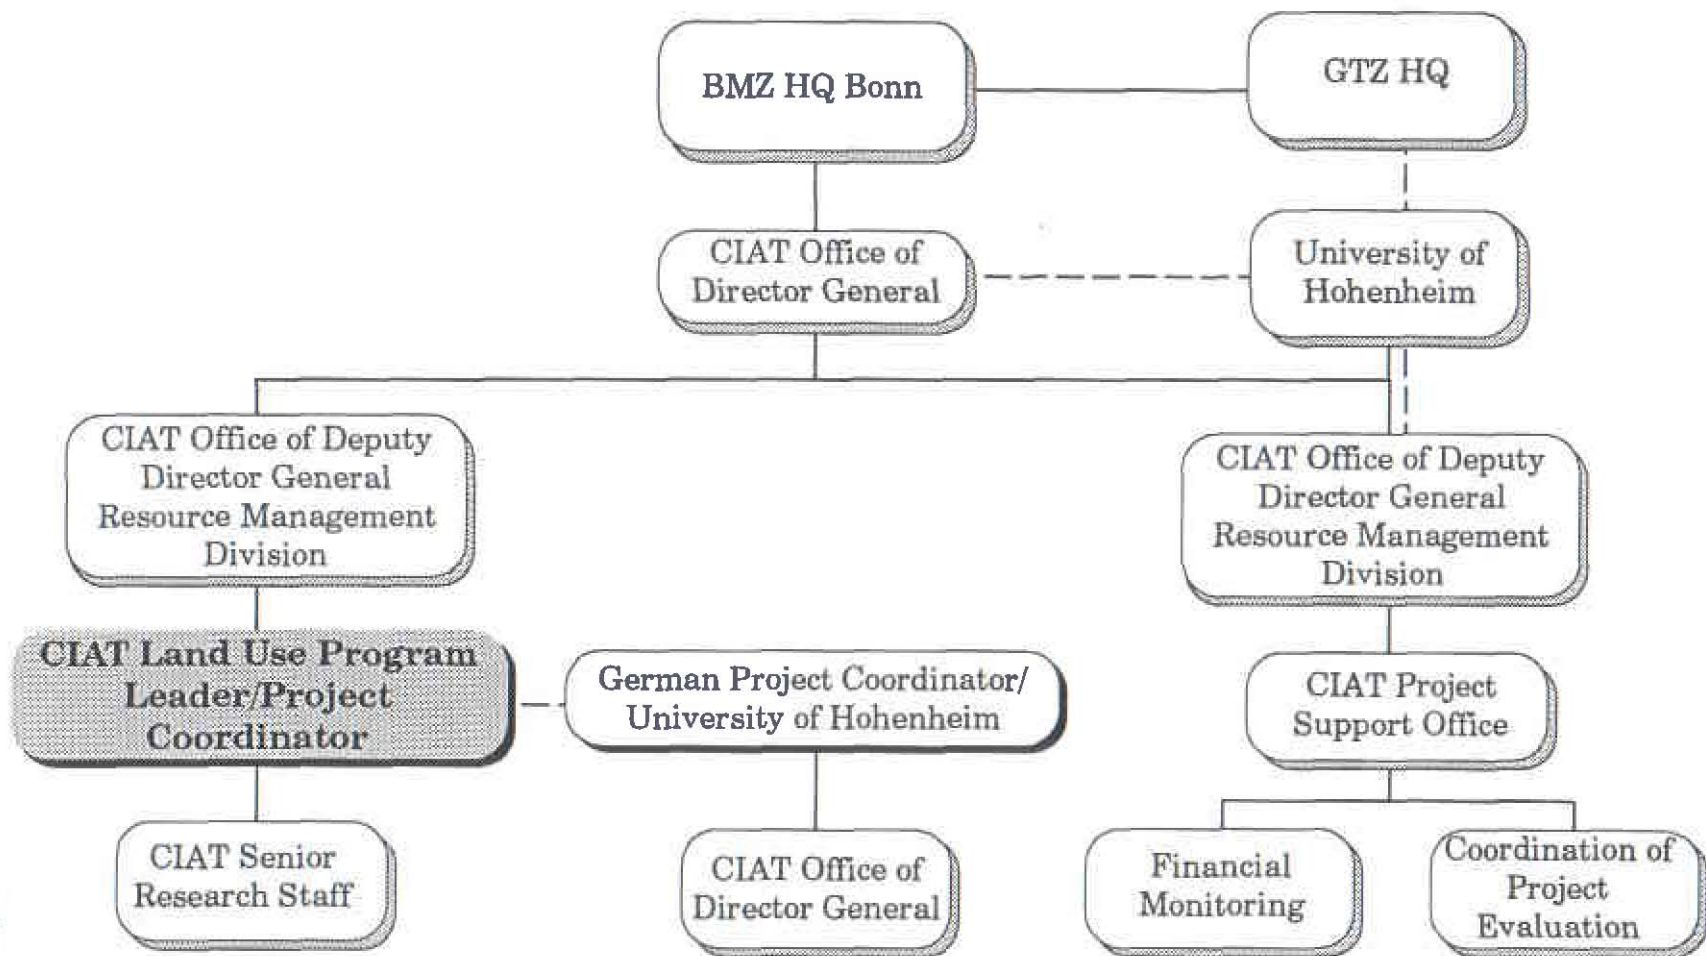 BMZ HQ Bonn
GTZ HQ
CIAT Office of
Director General
University of
Hohenheim
CIAT Office of Deputy
Director General
Resource Management
Division
CIAT Office of Deputy
Director General
Resource Management
Division
CIAT Land Use Program
Leader/Project
Coordinator
German Project Coordinator/
University of Hohenheim
CIAT Project
Support Office
CIAT Senior
Research Staff
CIAT Office of
Director General
Financial
Monitoring
Coordination of
Project
Evaluation